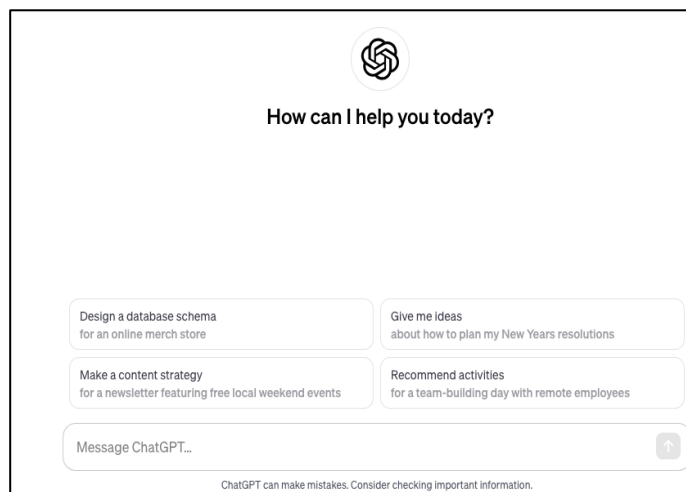 How can I help you today?
Design a database schema
for an online merch store
Give me ideas
about how to plan my New Years resolutions
Make a content strategy
for a newsletter featuring free local weekend events
Recommend activities
for a team-building day with remote employees
Message ChatGPT...
ChatGPT can make mistakes. Consider checking important information.